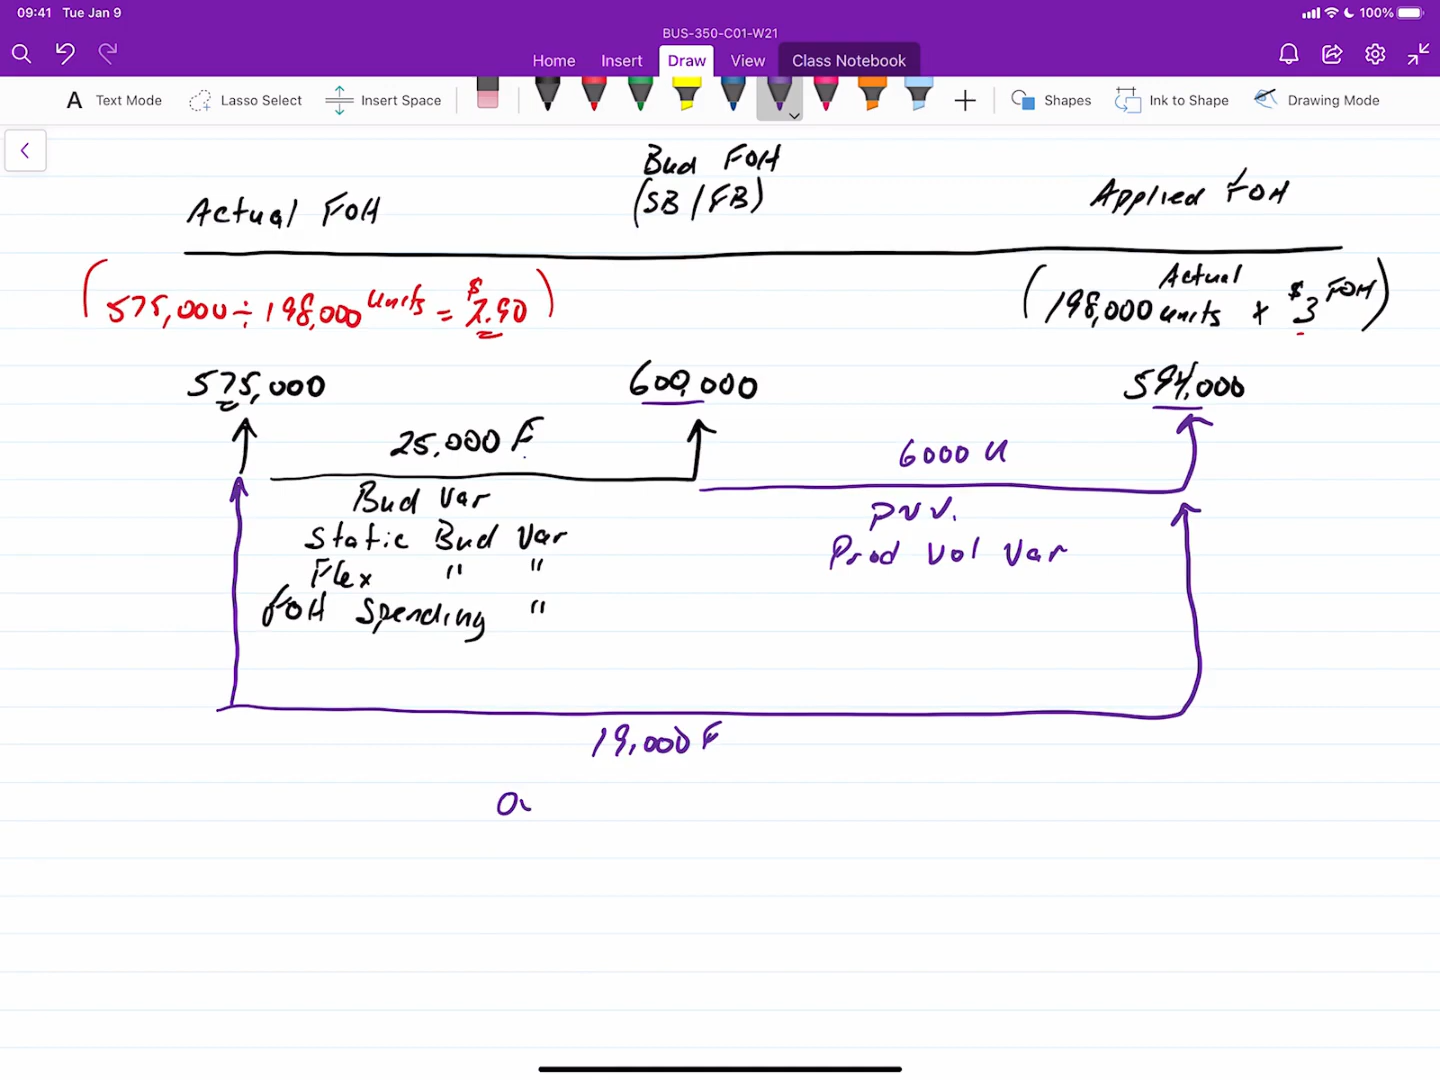 09:41 Tue Jan 9
100%
BUS-350-C01-W21
Home Insert Draw View Class Notebook
Text Mode Lasso Select Insert Space Shapes Ink to Shape Drawing Mode
Bud FOH
(SB / FB)
Actual FOH
Applied FOH
(575,000 ÷ 198,000 units = $2.90)
Actual
(198,000 units × $3 FOH)
575,000 600,000 594,000
25,000 F
6000 U
Bud Var
Static Bud Var
Flex " "
FOH Spending "
P V V.
Prod Vol Var
19,000 F
Ov